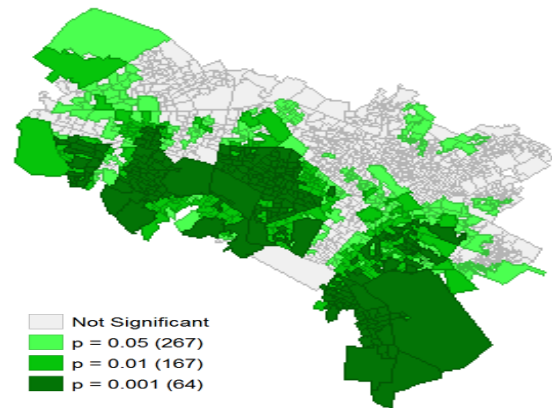 Not Significant
p = 0.05 (267)
p = 0.01 (167)
p = 0.001 (64)